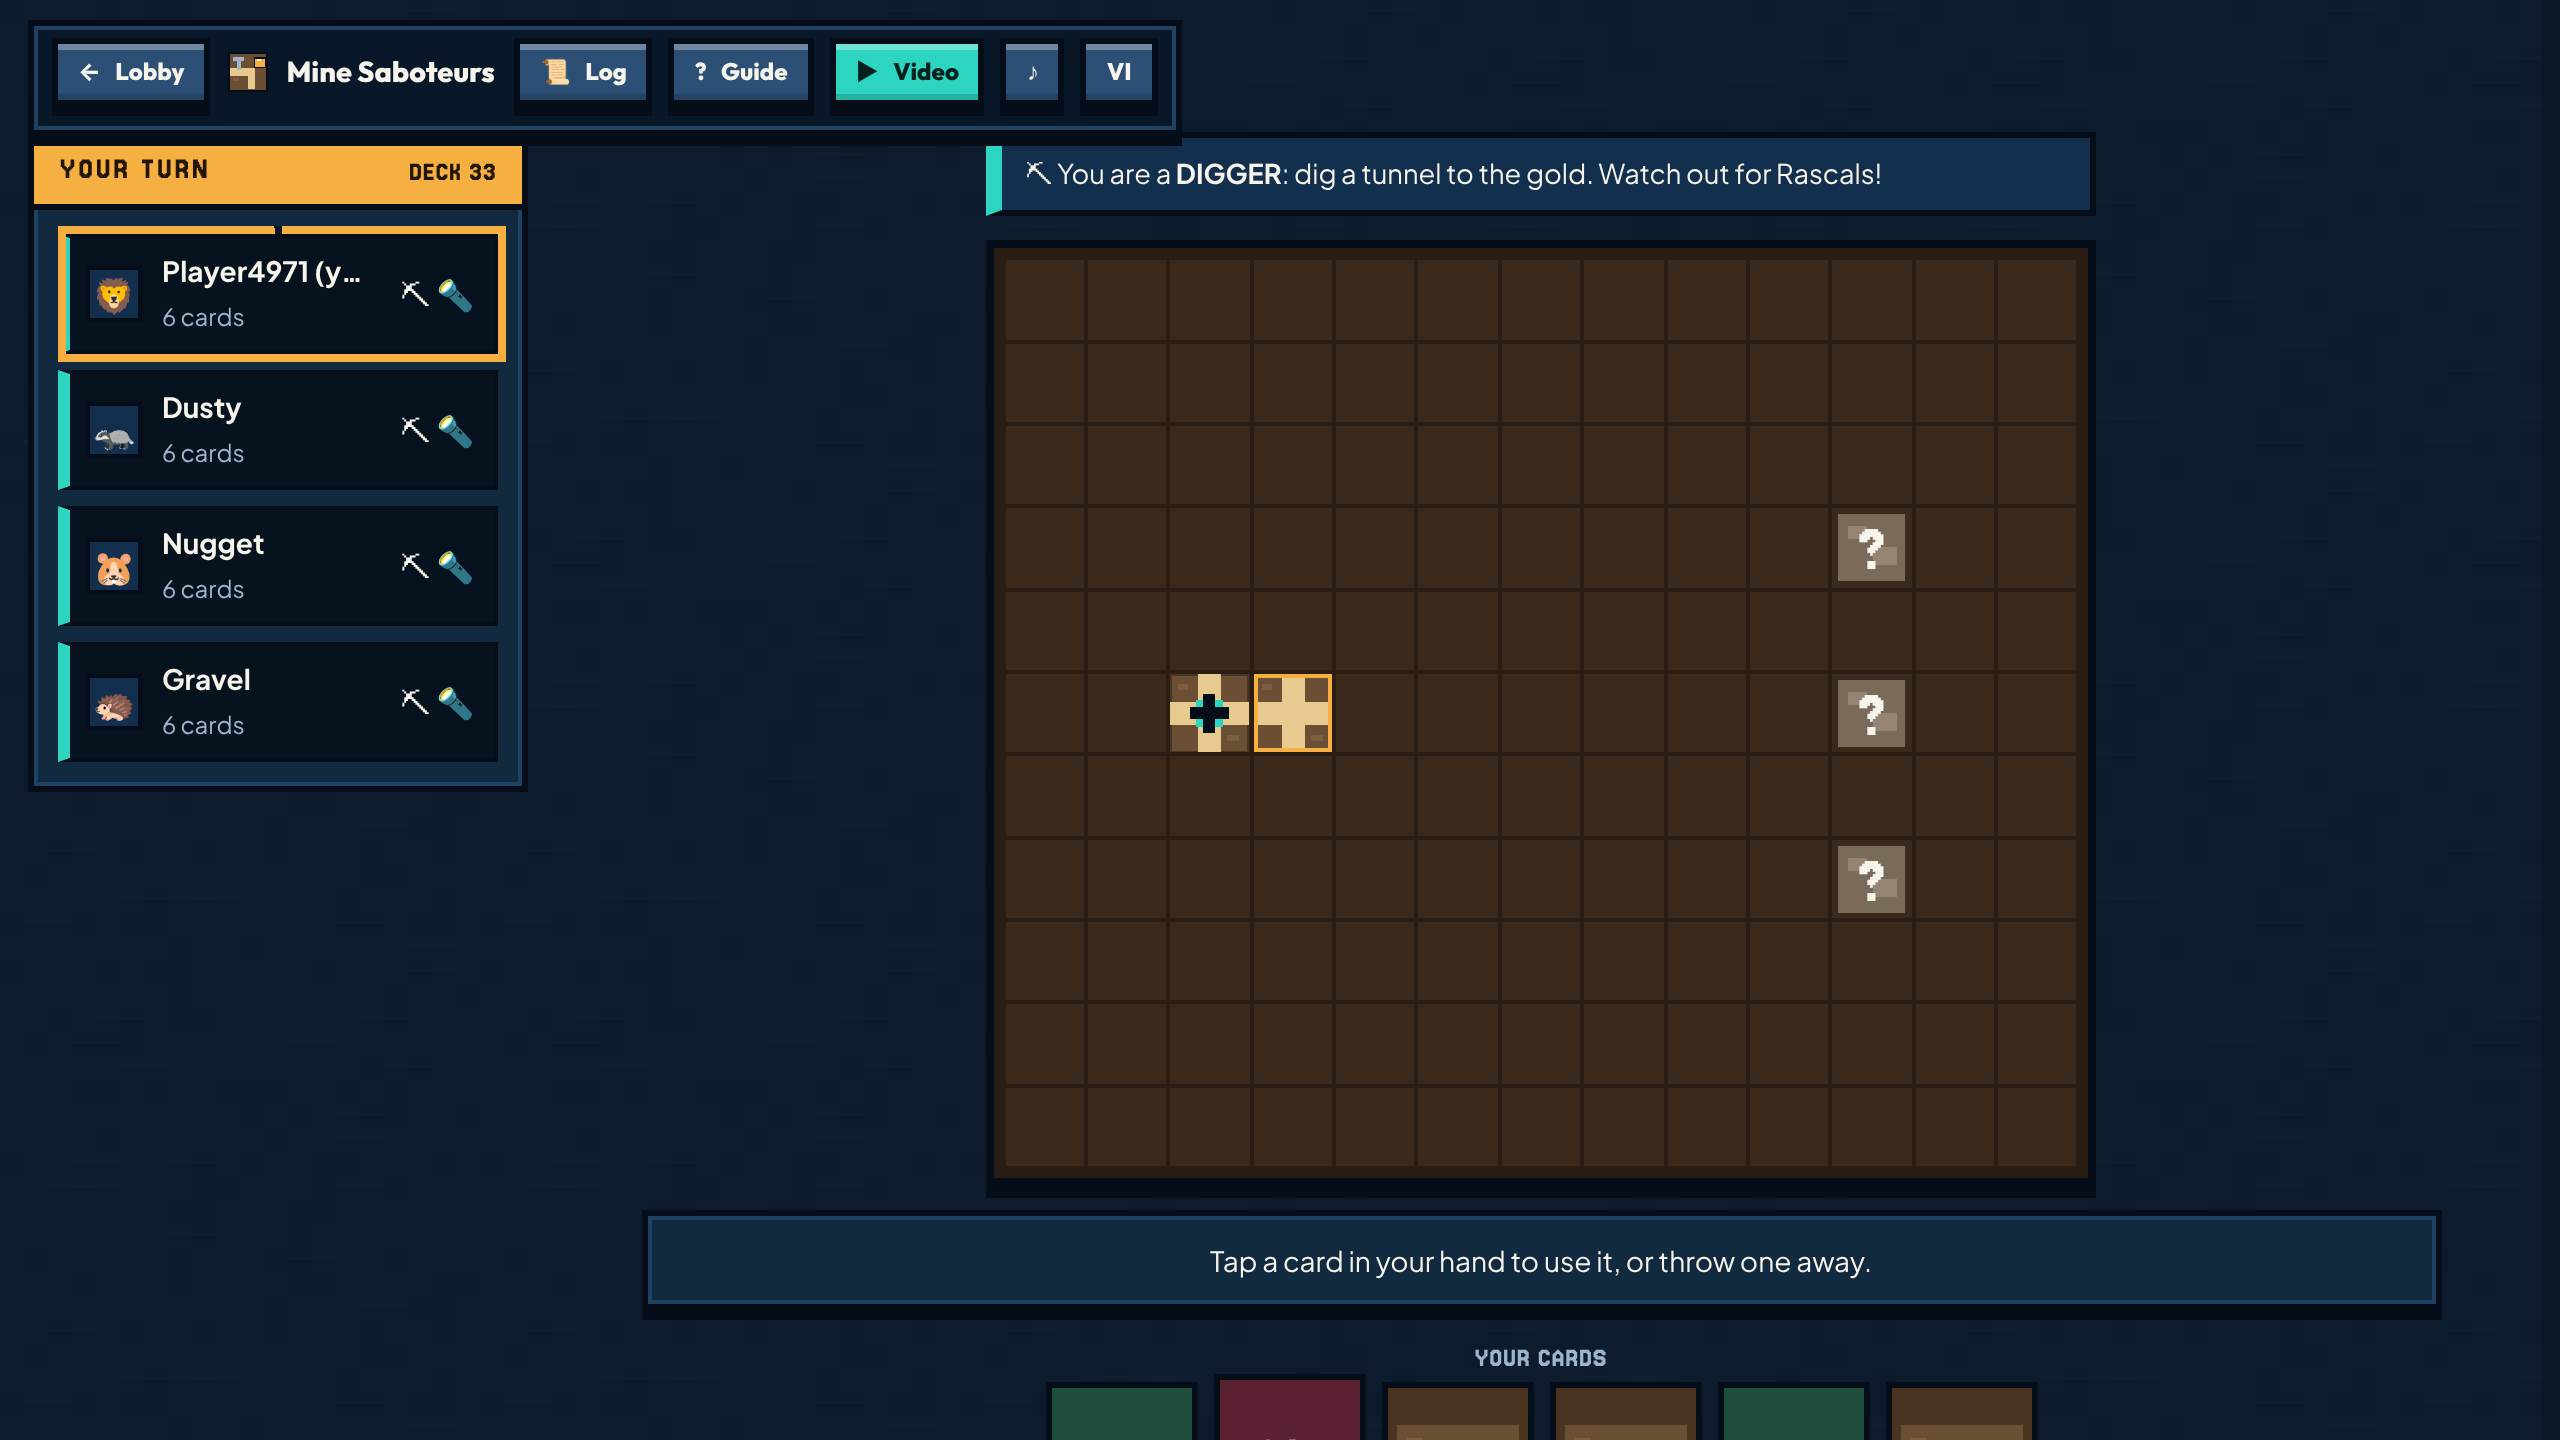 ← Lobby
Mine Saboteurs
Log
? Guide
Video
♪
VI
YOUR TURN
DECK 33
You are a DIGGER: dig a tunnel to the gold. Watch out for Rascals!
Player4971 (y...
6 cards
Dusty
6 cards
Nugget
6 cards
Gravel
6 cards
?
?
?
Tap a card in your hand to use it, or throw one away.
YOUR CARDS